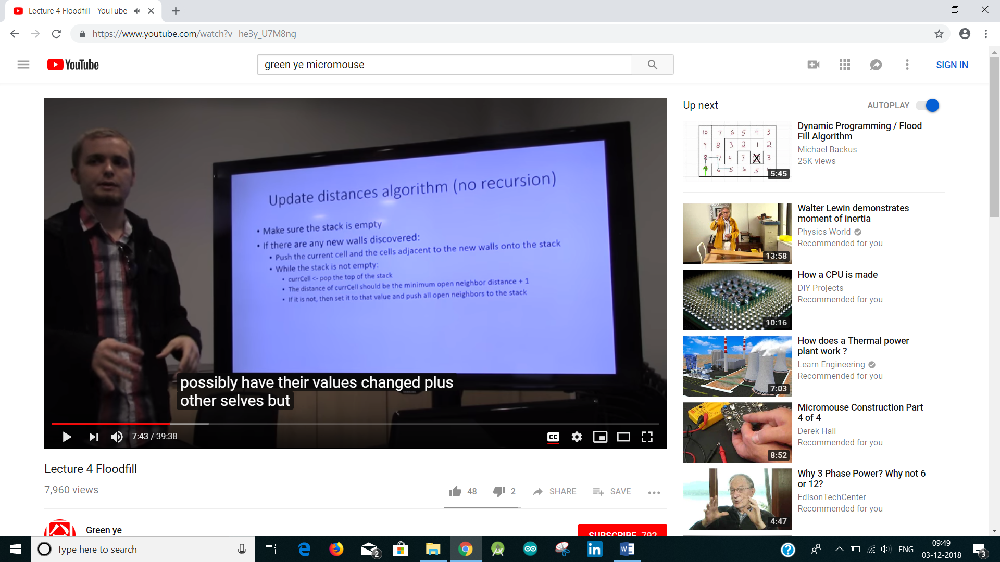 Lecture 4 Floodfill - YouTube
https://www.youtube.com/watch?v=he3y_U7M8ng
YouTube
green ye micromouse
SIGN IN
Update distances algorithm (no recursion)
• Make sure the stack is empty
• If there are any new walls discovered:
• Push the current cell and the cells adjacent to the new walls onto the stack
• While the stack is not empty:
• currCell <- pop the top of the stack
• The distance of currCell should be the minimum open neighbor distance + 1
• If it is not, then set it to that value and push all open neighbors to the stack
possibly have their values changed plus
other selves but
7:43 / 39:38
CC
Lecture 4 Floodfill
7,960 views
48
2
SHARE
SAVE
Green ye
SUBSCRIBE 792
Up next
AUTOPLAY
10 7 6 5 4 3
9 8 3 2 1 2
8 7 4 7 X 3
6 5 6 5
5:45
Dynamic Programming / Flood
Fill Algorithm
Michael Backus
25K views
13:58
Walter Lewin demonstrates
moment of inertia
Physics World
Recommended for you
10:16
How a CPU is made
DIY Projects
Recommended for you
7:03
How does a Thermal power
plant work ?
Learn Engineering
Recommended for you
8:52
Micromouse Construction Part
4 of 4
Derek Hall
Recommended for you
4:47
Why 3 Phase Power? Why not 6
or 12?
EdisonTechCenter
Recommended for you
Type here to search
2
ENG
09:49
03-12-2018
3